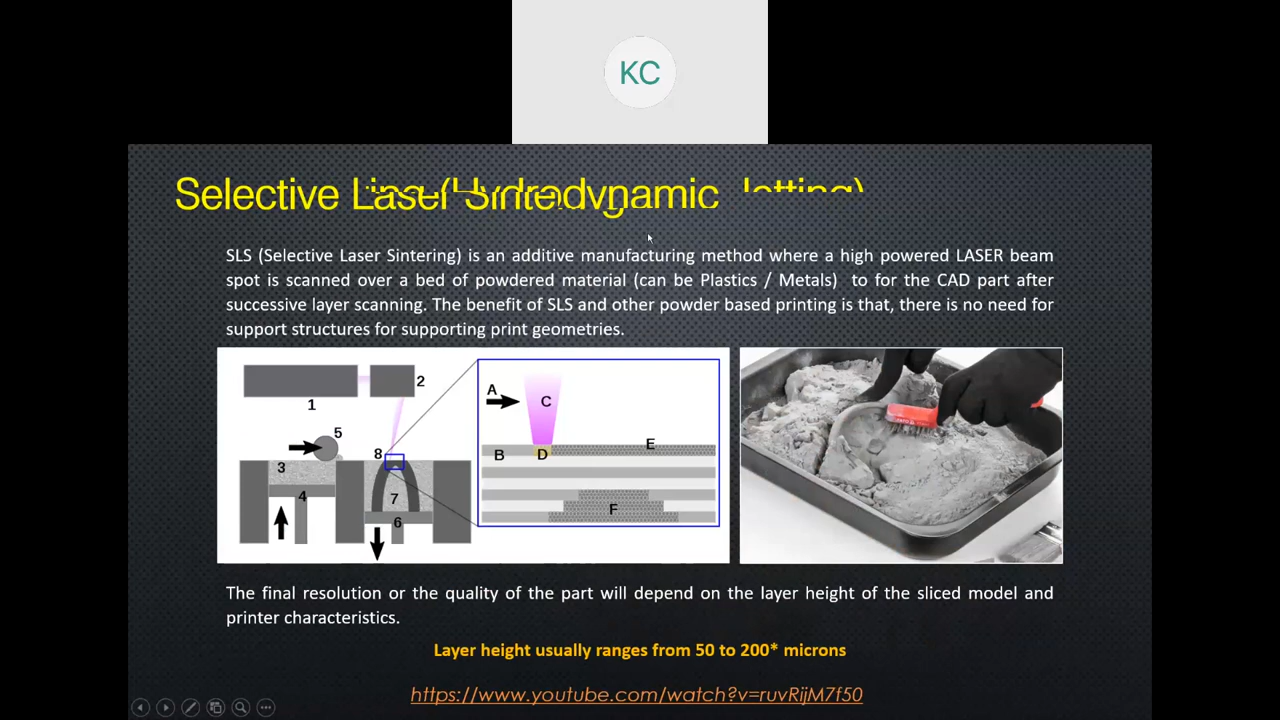 KC
Selective
SLS (Selective Laser Sintering) is an additive manufacturing method where a high powered LASER beam
spot is scanned over a bed of powdered material (can be Plastics / Metals) to for the CAD part after
successive layer scanning. The benefit of SLS and other powder based printing is that, there is no need for
support structures for supporting print geometries.
1
2
5
3
4
8
7
6
A
C
B
D
E
F
The final resolution or the quality of the part will depend on the layer height of the sliced model and
printer characteristics.
Layer height usually ranges from 50 to 200* microns
https://www.youtube.com/watch?v=ruvRijM7f50